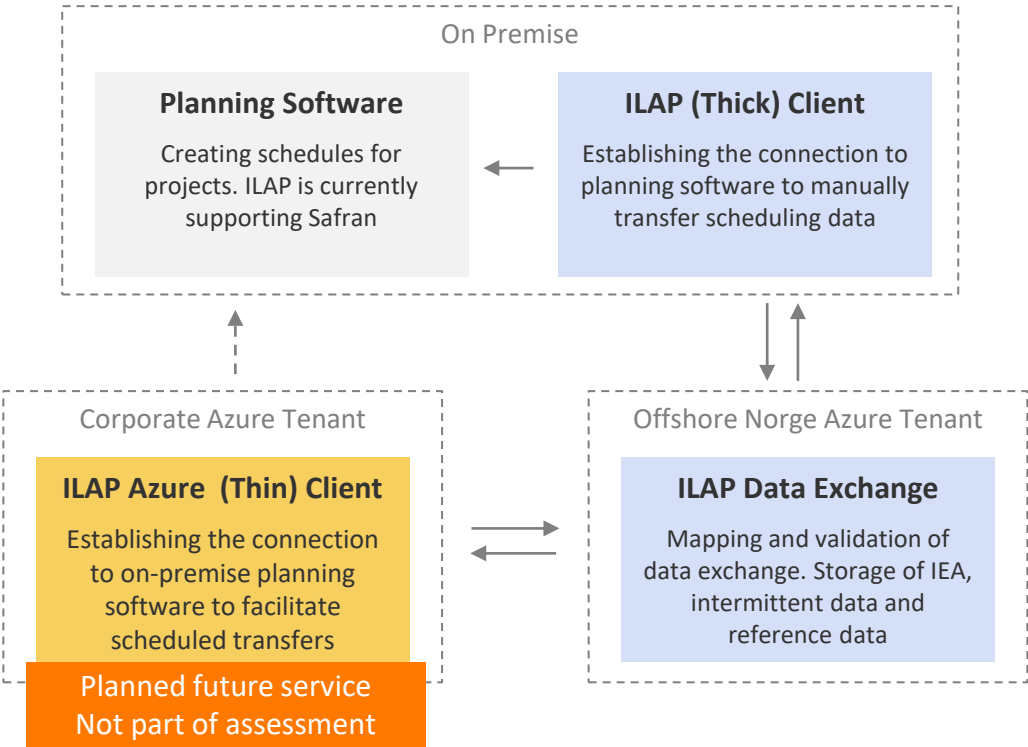 On Premise
Planning Software
Creating schedules for
projects. ILAP is currently
supporting Safran
ILAP (Thick) Client
Establishing the connection to
planning software to manually
transfer scheduling data
Corporate Azure Tenant
ILAP Azure  (Thin) Client
Establishing the connection
to on-premise planning
software to facilitate
scheduled transfers
Planned future service
Not part of assessment
Offshore Norge Azure Tenant
ILAP Data Exchange
Mapping and validation of
data exchange. Storage of IEA,
intermittent data and
reference data